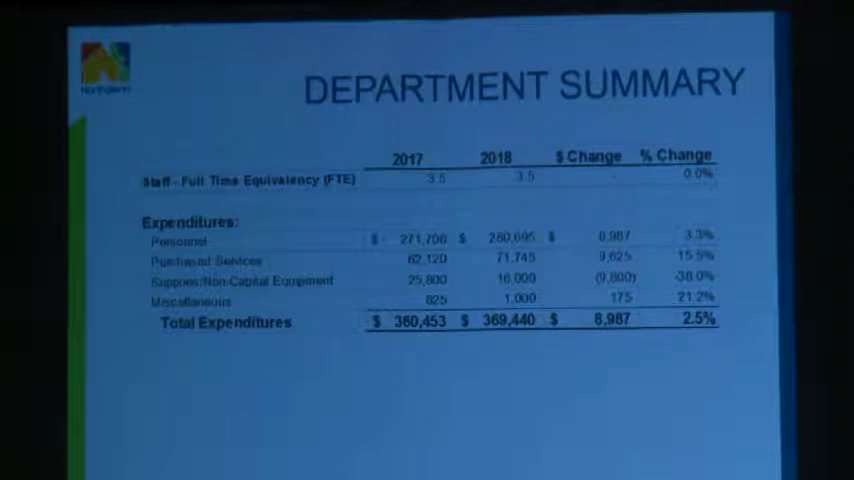 Northglenn
DEPARTMENT SUMMARY
2017 2018 $ Change % Change
Staff - Full Time Equivalency (FTE) 3.5 3.5 - 0.0%
Expenditures:
Personnel $ 271,708 $ 280,695 $ 8,987 3.3%
Purchased Services 62,120 71,745 9,625 15.5%
Supplies/Non-Capital Equipment 25,800 16,000 (9,800) -38.0%
Miscellaneous 825 1,000 175 21.2%
Total Expenditures $ 360,453 $ 369,440 $ 8,987 2.5%